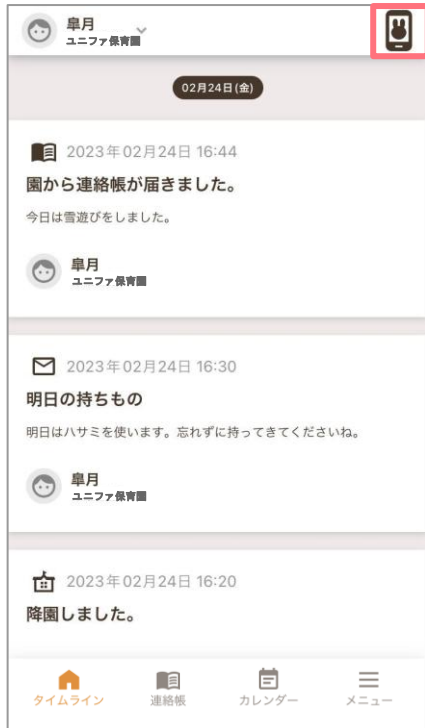 皐月
ユニファ保育園
02月24日(金)
2023年02月24日 16:44
園から連絡帳が届きました。
今日は雪遊びをしました。
皐月
ユニファ保育園
2023年02月24日 16:30
明日の持ちもの
明日はハサミを使います。忘れずに持ってきてくださいね。
皐月
ユニファ保育園
2023年02月24日 16:20
降園しました。
タイムライン 連絡帳 カレンダー メニュー